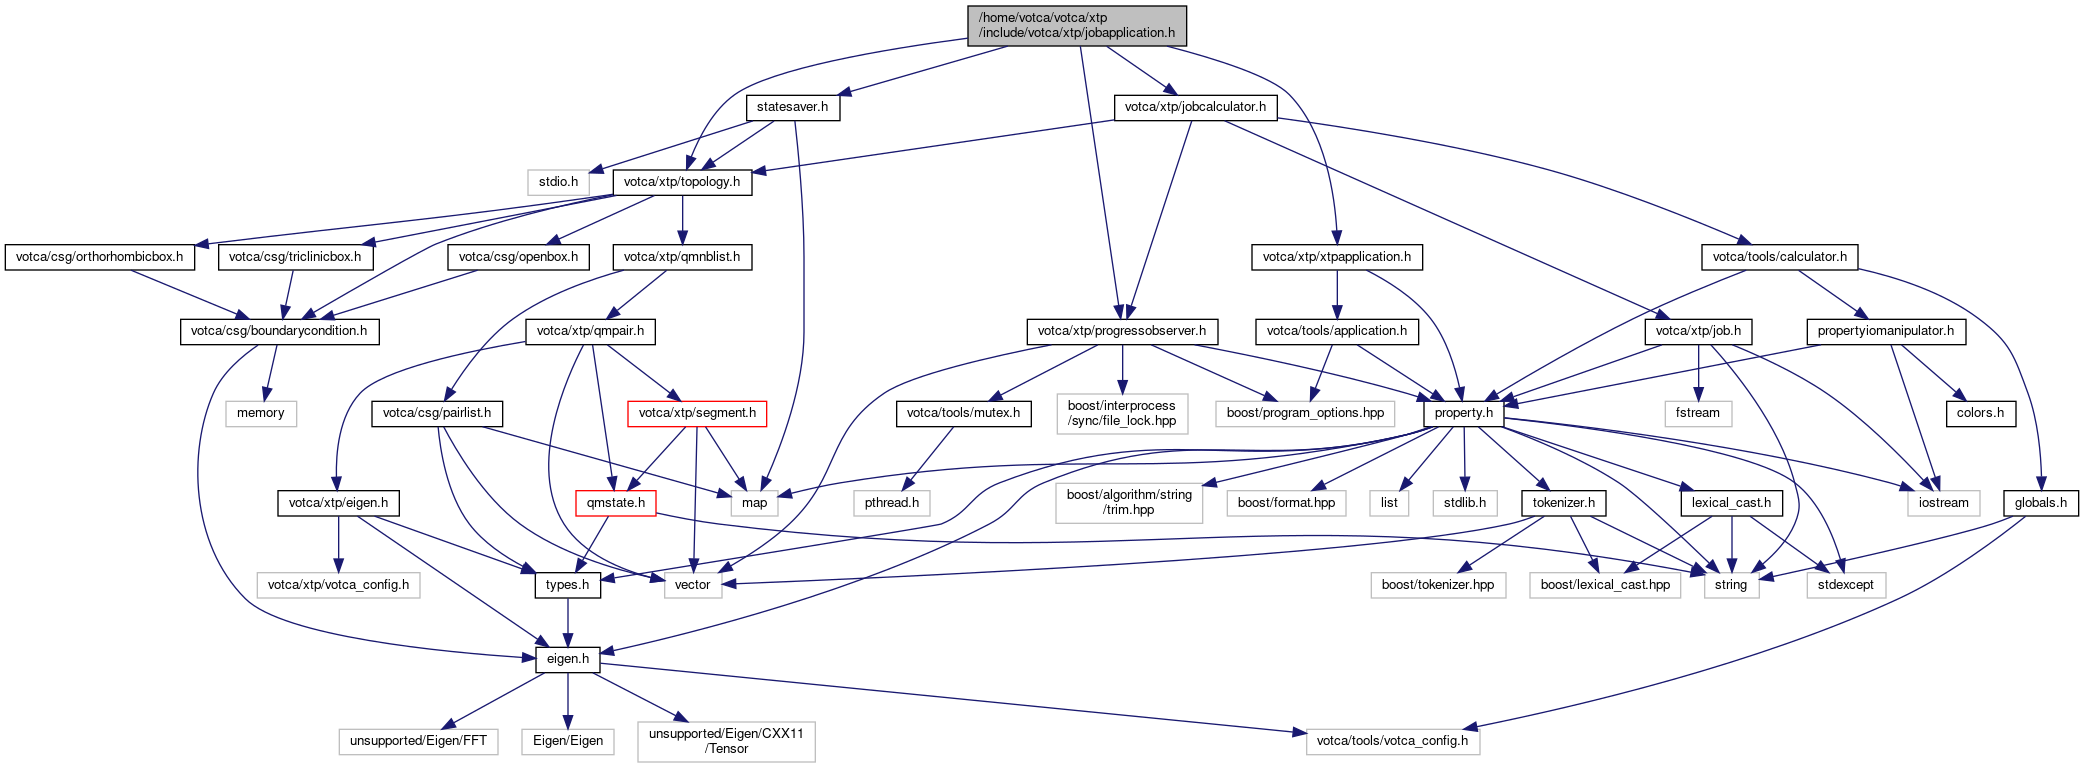 /home/votca/votca/xtp
/include/votca/xtp/jobapplication.h
statesaver.h
votca/xtp/jobcalculator.h
stdio.h
votca/xtp/topology.h
votca/csg/orthorhombicbox.h
votca/csg/triclinicbox.h
votca/csg/openbox.h
votca/xtp/qmnblist.h
votca/xtp/xtpapplication.h
votca/tools/calculator.h
votca/csg/boundarycondition.h
votca/xtp/qmpair.h
votca/xtp/progressobserver.h
votca/tools/application.h
votca/xtp/job.h
propertyiomanipulator.h
memory
votca/csg/pairlist.h
votca/xtp/segment.h
votca/tools/mutex.h
boost/interprocess
/sync/file_lock.hpp
boost/program_options.hpp
property.h
fstream
colors.h
votca/xtp/eigen.h
qmstate.h
map
pthread.h
boost/algorithm/string
/trim.hpp
boost/format.hpp
list
stdlib.h
tokenizer.h
lexical_cast.h
iostream
globals.h
votca/xtp/votca_config.h
types.h
vector
boost/tokenizer.hpp
boost/lexical_cast.hpp
string
stdexcept
eigen.h
unsupported/Eigen/FFT
Eigen/Eigen
unsupported/Eigen/CXX11
/Tensor
votca/tools/votca_config.h